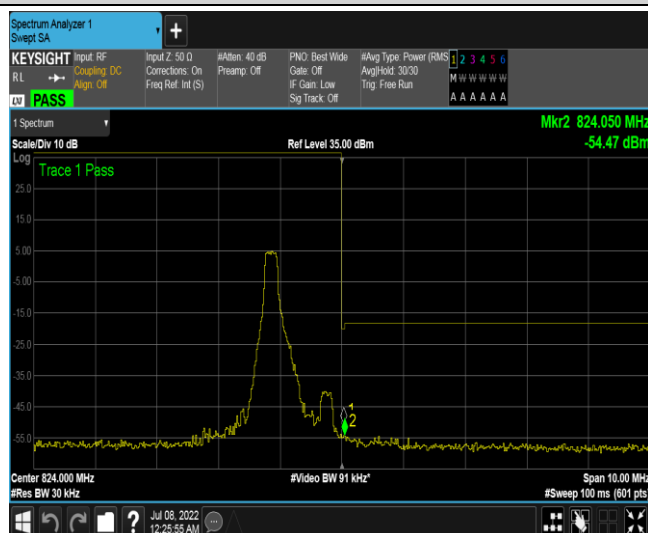 Spectrum Analyzer 1
Swept SA
+
KEYSIGHT
RL
LXI PASS
Input: RF
Coupling: DC
Align: Off
Input Z: 50 Ω
Corrections: On
Freq Ref: Int (S)
#Atten: 40 dB
Preamp: Off
PNO: Best Wide
Gate: Off
IF Gain: Low
Sig Track: Off
#Avg Type: Power (RMS
Avg|Hold: 30/30
Trig: Free Run
1 2 3 4 5 6
M W W W W W
A A A A A A
1 Spectrum
Mkr2 824.050 MHz
Scale/Div 10 dB
Ref Level 35.00 dBm
-54.47 dBm
Log
Trace 1 Pass
25.0
15.0
5.00
-5.00
-15.0
-25.0
-35.0
-45.0
-55.0
1
2
Center 824.000 MHz
#Video BW 91 kHz*
Span 10.00 MHz
#Res BW 30 kHz
#Sweep 100 ms (601 pts)
?
Jul 08, 2022
12:25:55 AM